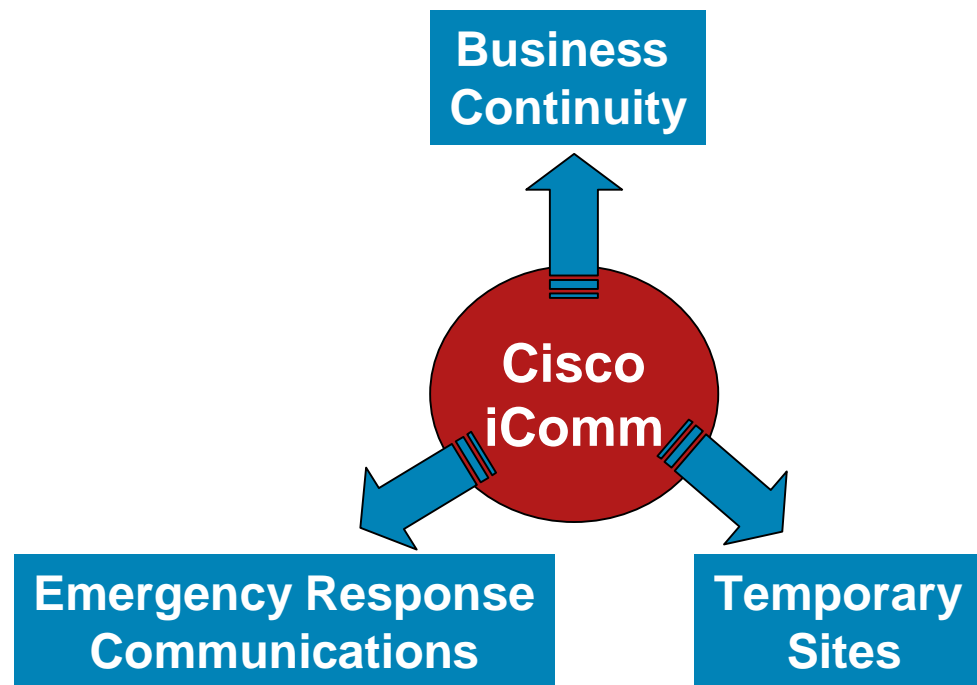 Business
Continuity
Cisco
iComm
Emergency Response
Communications
Temporary
Sites